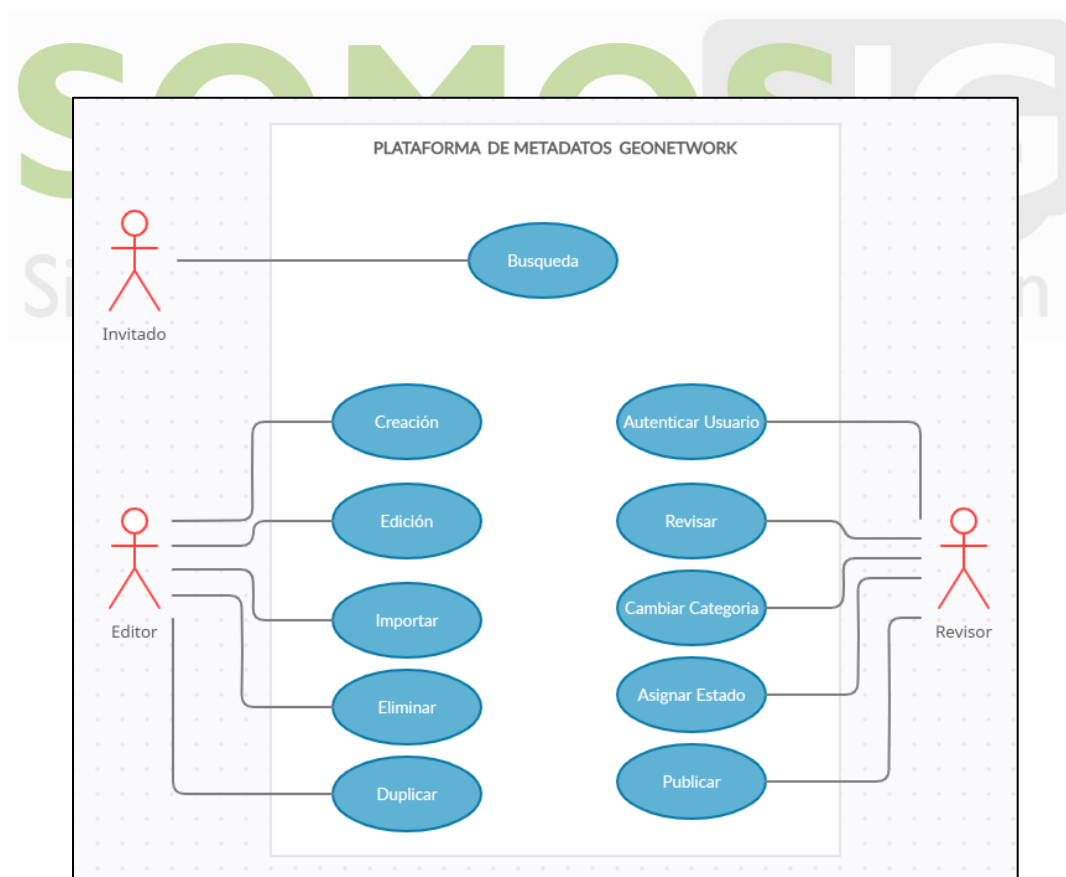 SOMOSIG
PLATAFORMA DE METADATOS GEONETWORK
Busqueda
Invitado
Creación
Autenticar Usuario
Edición
Revisar
Importar
Cambiar Categoria
Editor
Revisor
Eliminar
Asignar Estado
Duplicar
Publicar